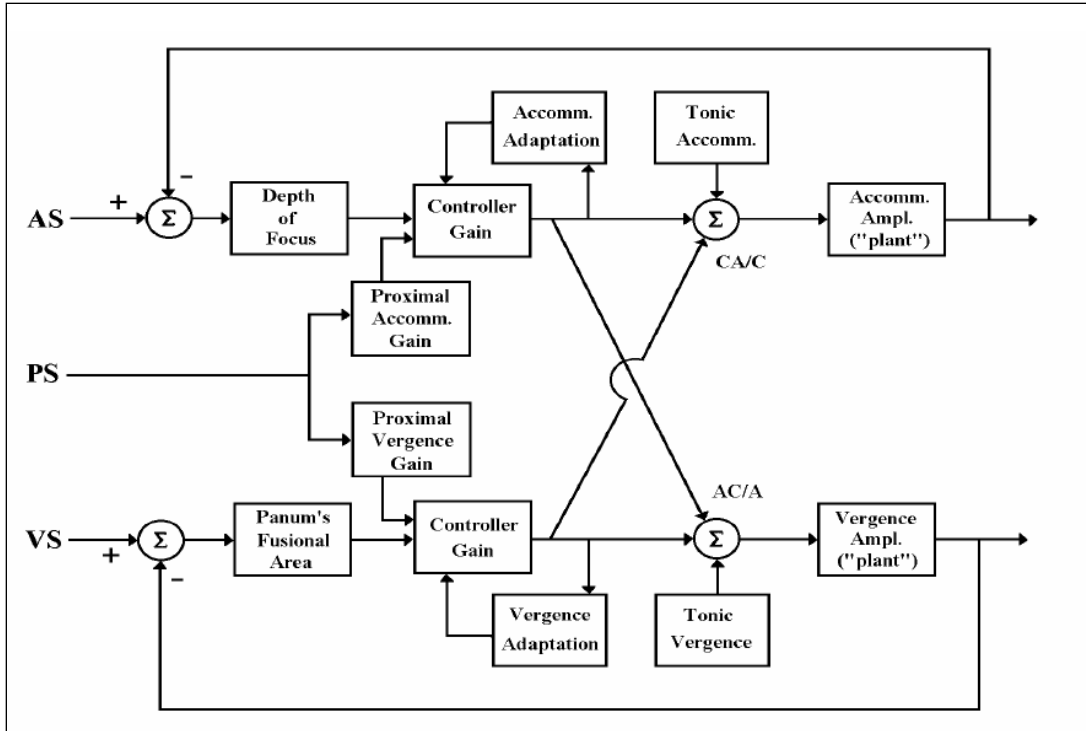 Accomm.
Adaptation
Tonic
Accomm.
−
+
AS
Σ
Depth
of
Focus
Controller
Gain
Σ
Accomm.
Ampl.
("plant")
CA/C
Proximal
Accomm.
Gain
PS
Proximal
Vergence
Gain
AC/A
VS
+
−
Σ
Panum's
Fusional
Area
Controller
Gain
Σ
Vergence
Ampl.
("plant")
Vergence
Adaptation
Tonic
Vergence